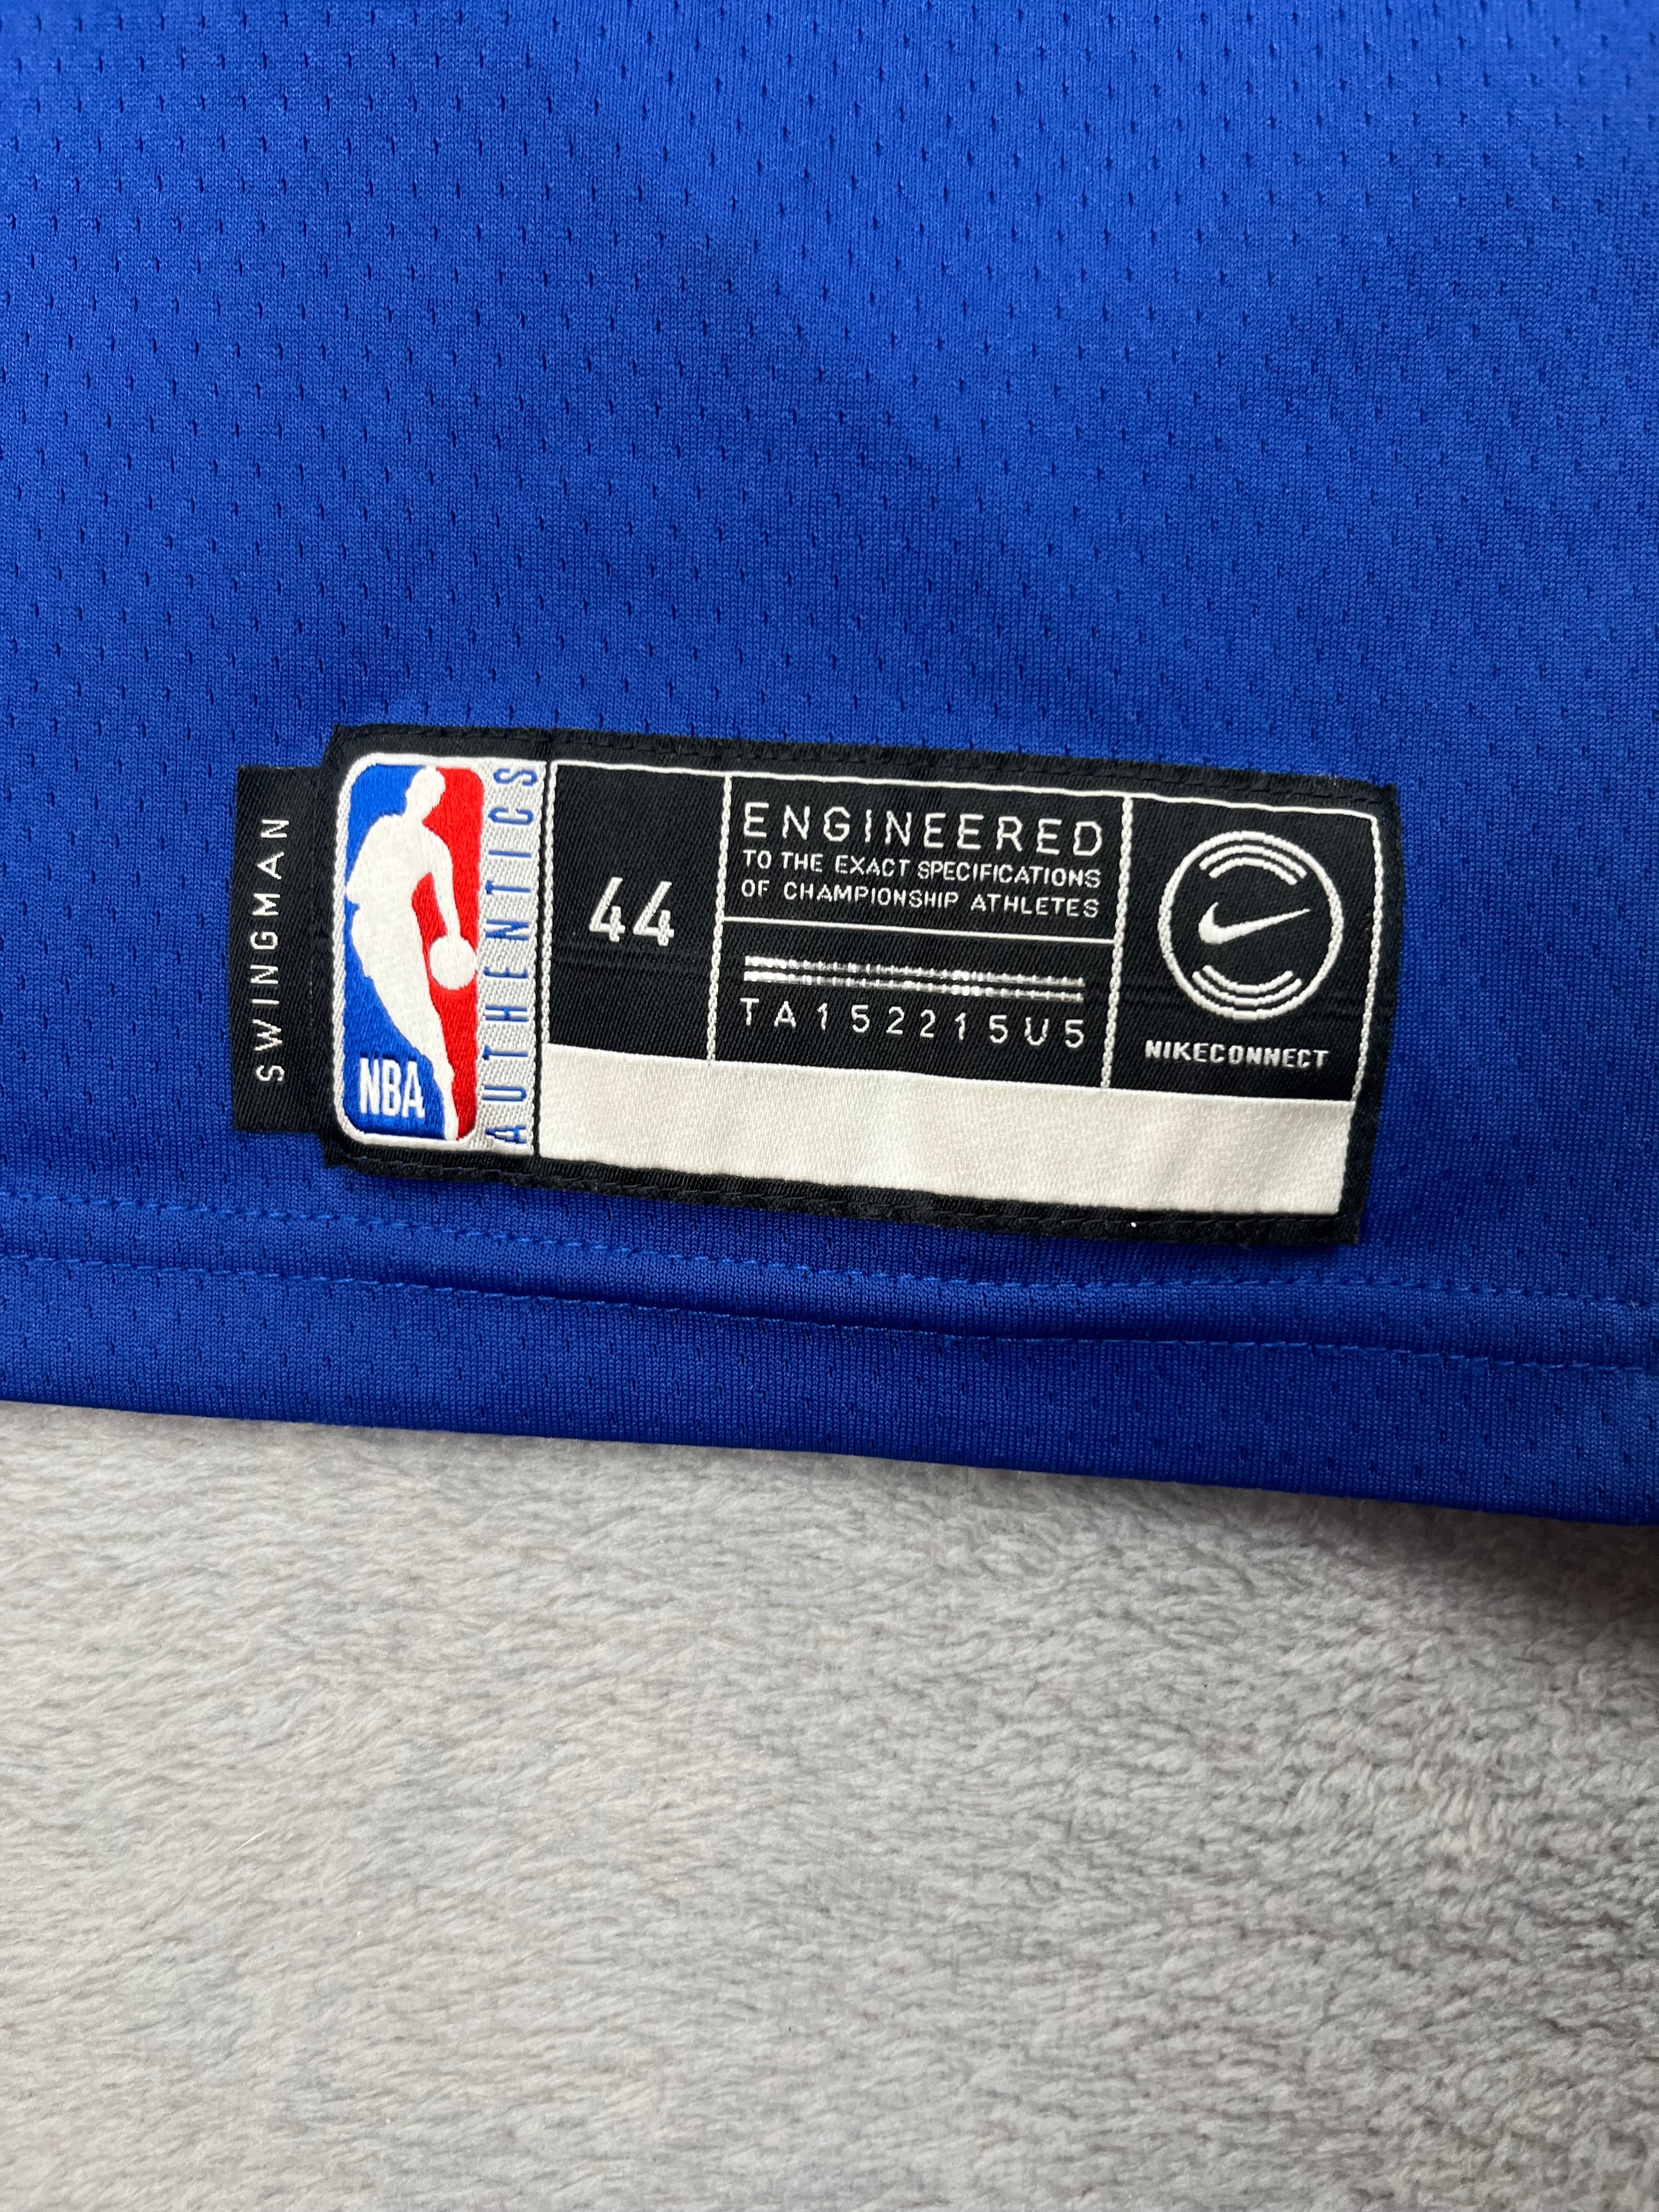 SWINGMAN
NBA
AUTHENTICS
44
ENGINEERED
TO THE EXACT SPECIFICATIONS
OF CHAMPIONSHIP ATHLETES
TA152215U5
NIKECONNECT